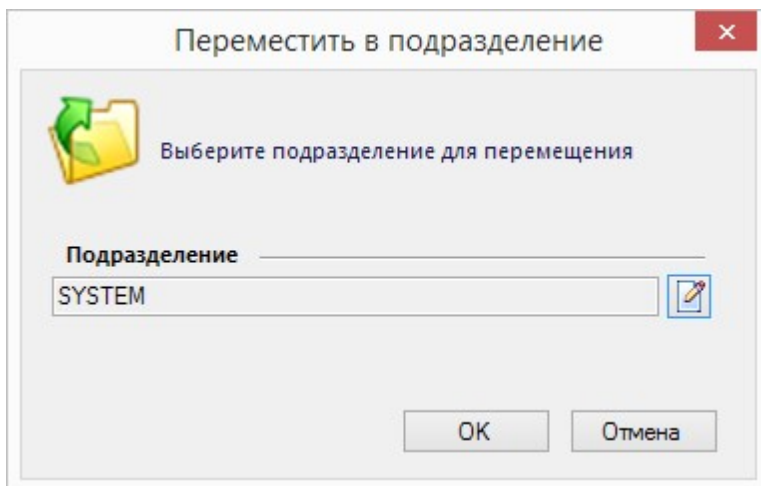 Переместить в подразделение
Выберите подразделение для перемещения
Подразделение
SYSTEM
OK
Отмена